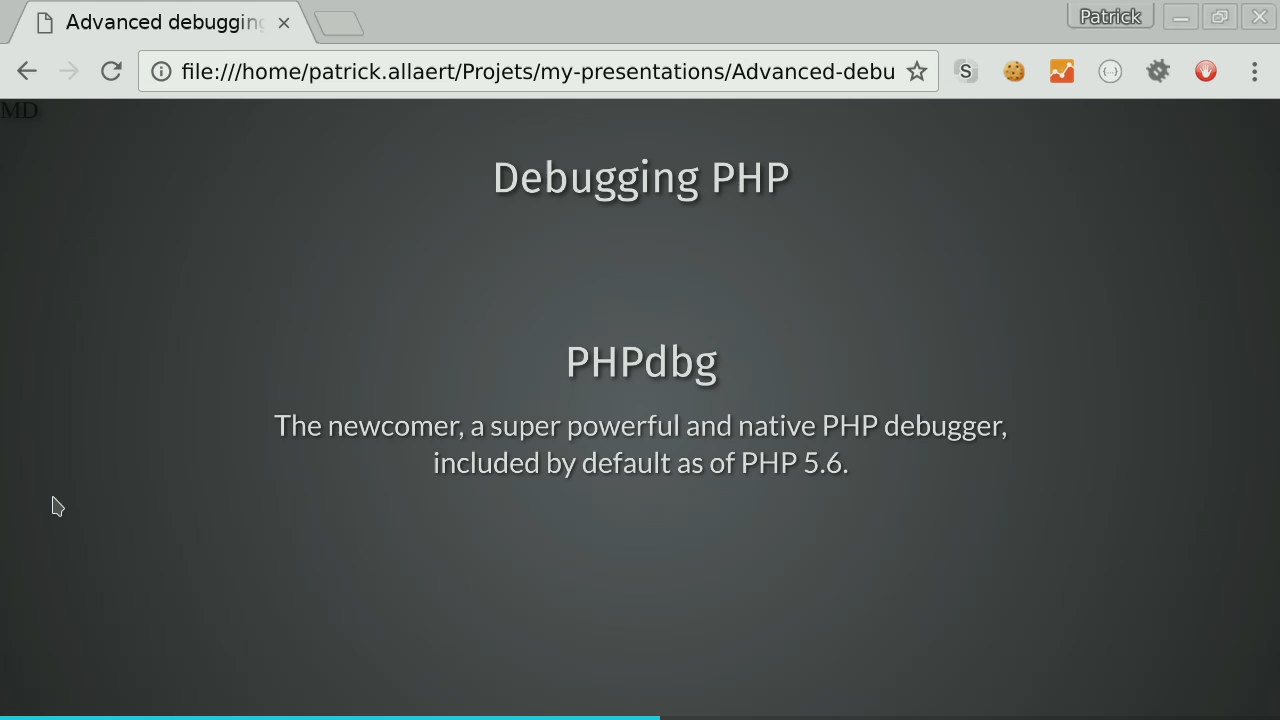 Advanced debugging
Patrick
file:///home/patrick.allaert/Projets/my-presentations/Advanced-debu
S
MD
Debugging PHP
PHPdbg
The newcomer, a super powerful and native PHP debugger,
included by default as of PHP 5.6.